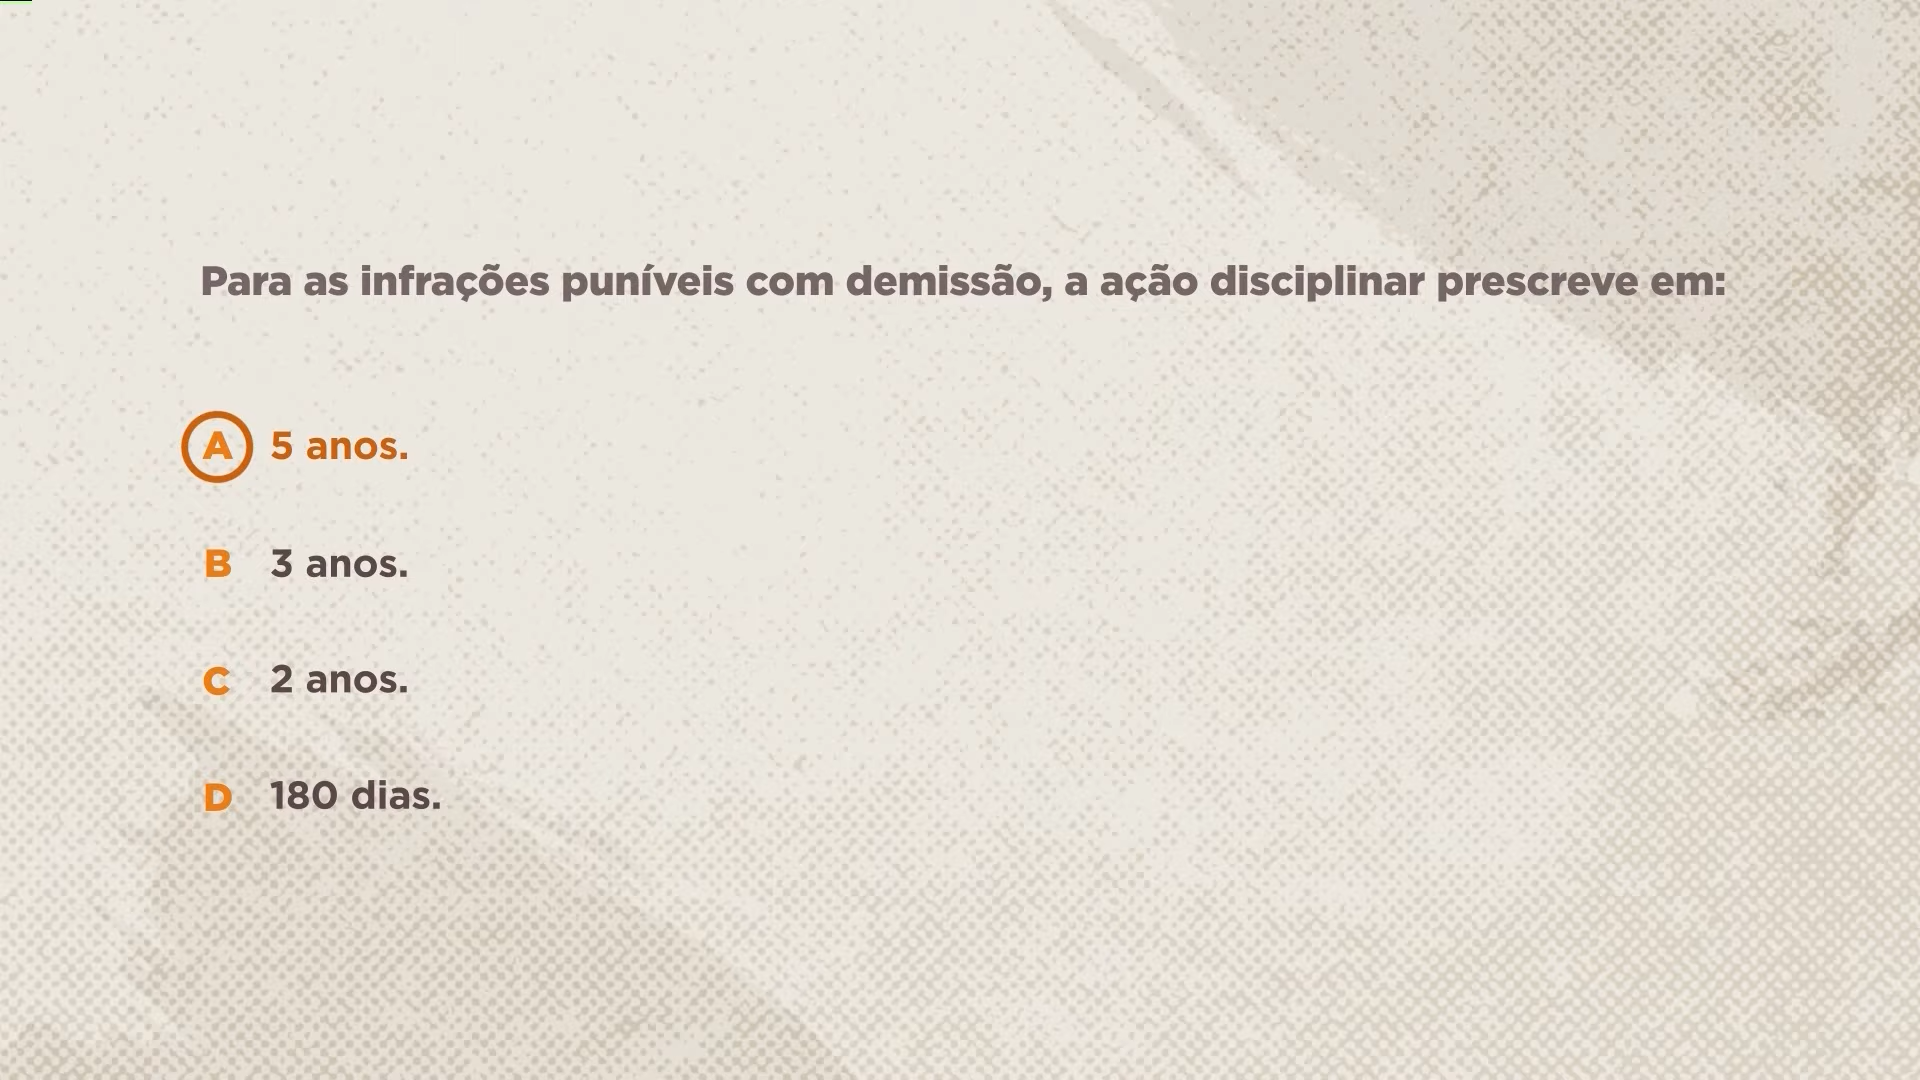 Para as infrações puníveis com demissão, a ação disciplinar prescreve em:
A 5 anos.
B 3 anos.
C 2 anos.
D 180 dias.